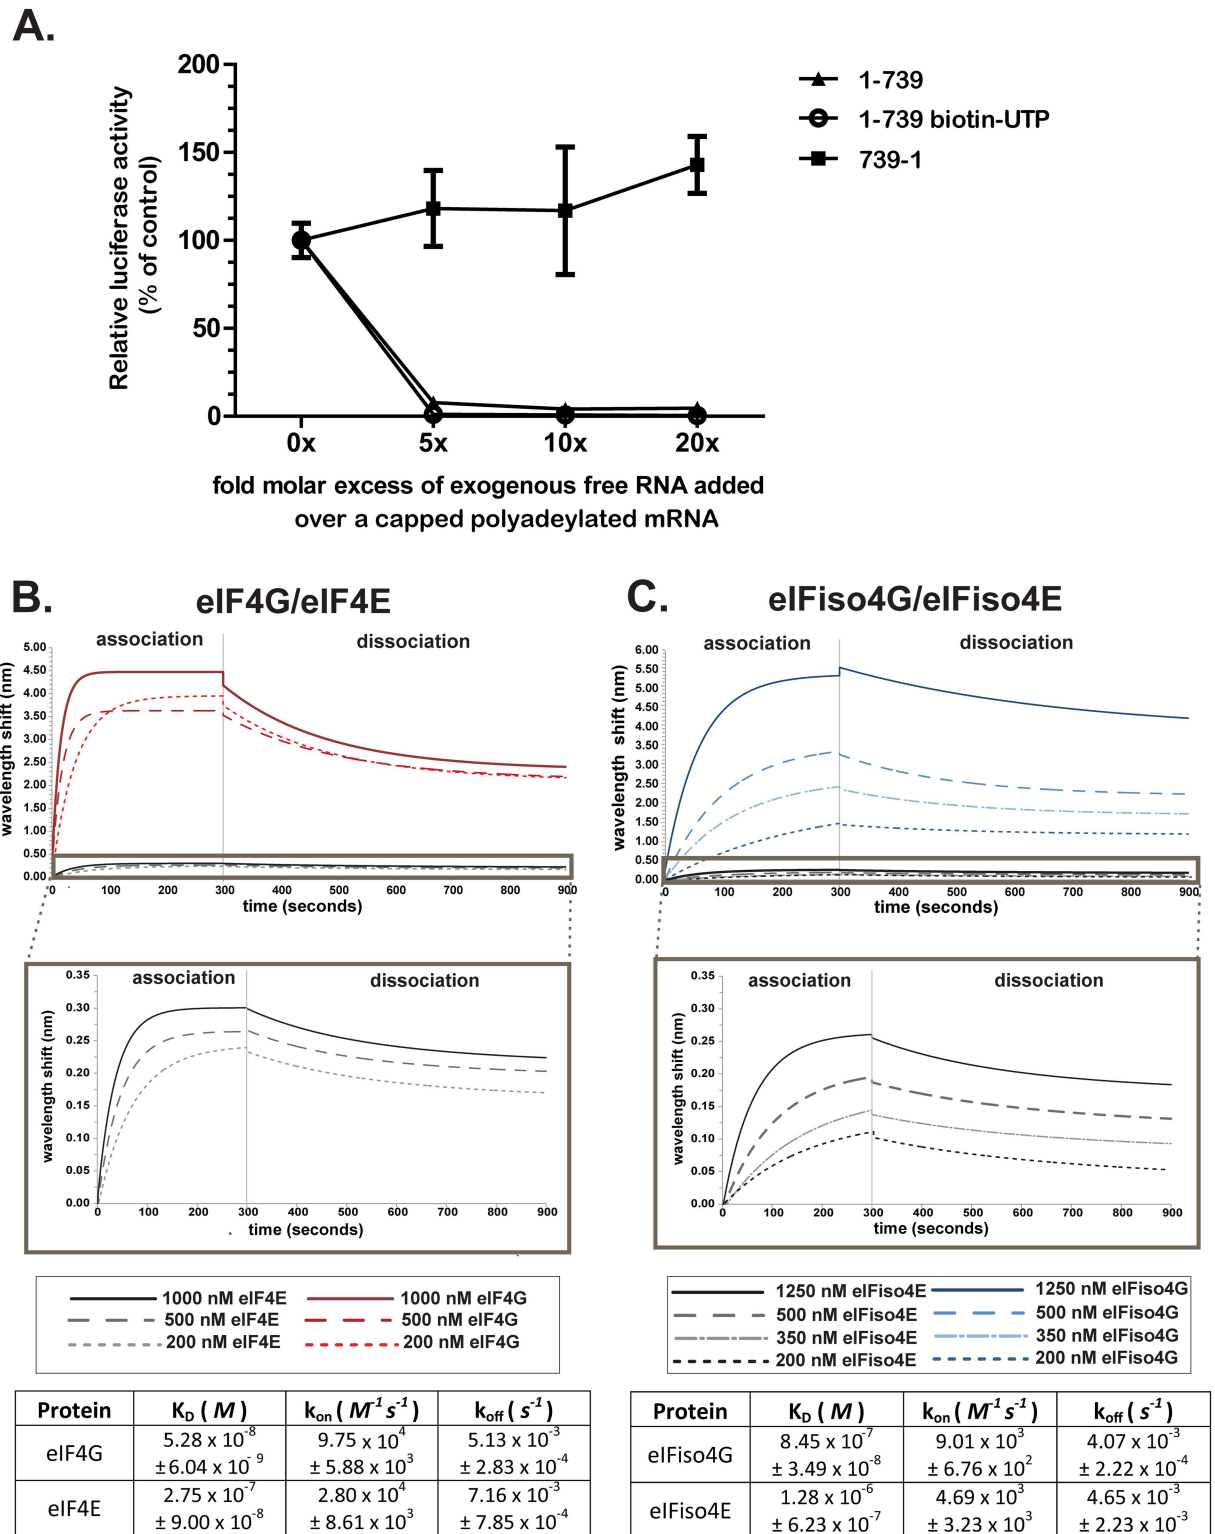 A.
200
150
100
50
0
Relative luciferase activity
(% of control)
1-739
1-739 biotin-UTP
739-1
0x 5x 10x 20x
fold molar excess of exogenous free RNA added
over a capped polyadeylated mRNA
B.
eIF4G/eIF4E
association dissociation
5.00
4.50
4.00
3.50
3.00
2.50
2.00
1.50
1.00
0.50
0.00
wavelength shift (nm)
0 100 200 300 400 500 600 700 800 900
time (seconds)
association dissociation
0.35
0.30
0.25
0.20
0.15
0.10
0.05
0.00
wavelength shift (nm)
0 100 200 300 400 500 600 700 800 900
time (seconds)
1000 nM eIF4E 1000 nM eIF4G
500 nM eIF4E 500 nM eIF4G
200 nM eIF4E 200 nM eIF4G
Protein K_D ( M ) k_on ( M^-1 s^-1 ) k_off ( s^-1 )
eIF4G 5.28 x 10^-8 9.75 x 10^4 5.13 x 10^-3
± 6.04 x 10^-9 ± 5.88 x 10^3 ± 2.83 x 10^-4
eIF4E 2.75 x 10^-7 2.80 x 10^4 7.16 x 10^-3
± 9.00 x 10^-8 ± 8.61 x 10^3 ± 7.85 x 10^-4
C.
eIFiso4G/eIFiso4E
association dissociation
6.00
5.50
5.00
4.50
3.50
3.00
2.50
2.00
1.50
1.00
0.50
0.00
wavelength shift (nm)
0 100 200 300 400 500 600 700 800 900
time (seconds)
association dissociation
0.35
0.30
0.25
0.20
0.15
0.10
0.05
0.00
wavelength shift (nm)
0 100 200 300 400 500 600 700 800 900
time (seconds)
1250 nM eIFiso4E 1250 nM eIFiso4G
500 nM eIFiso4E 500 nM eIFiso4G
350 nM eIFiso4E 350 nM eIFiso4G
200 nM eIFiso4E 200 nM eIFiso4G
Protein K_D ( M ) k_on ( M^-1 s^-1 ) k_off ( s^-1 )
eIFiso4G 8.45 x 10^-7 9.01 x 10^3 4.07 x 10^-3
± 3.49 x 10^-8 ± 6.76 x 10^2 ± 2.22 x 10^-4
eIFiso4E 1.28 x 10^-6 4.69 x 10^3 4.65 x 10^-3
± 6.23 x 10^-7 ± 3.23 x 10^3 ± 2.23 x 10^-3